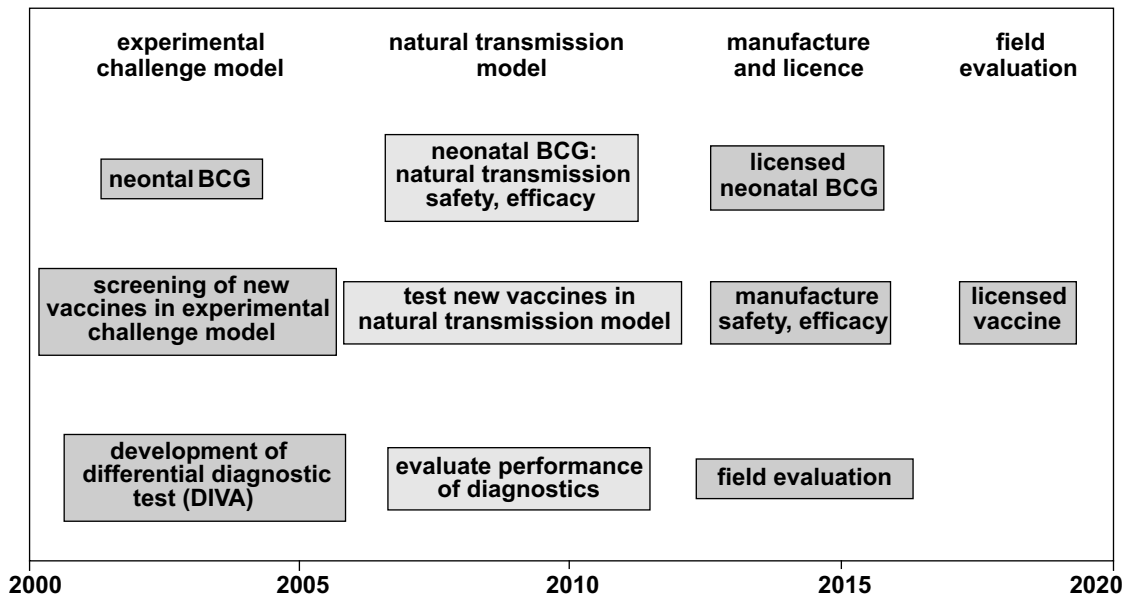 experimental
challenge model
natural transmission
model
manufacture
and licence
field
evaluation
neontal BCG
neonatal BCG:
natural transmission
safety, efficacy
licensed
neonatal BCG
screening of new
vaccines in experimental
challenge model
test new vaccines in
natural transmission model
manufacture
safety, efficacy
licensed
vaccine
development of
differential diagnostic
test (DIVA)
evaluate performance
of diagnostics
field evaluation
2000
2005
2010
2015
2020